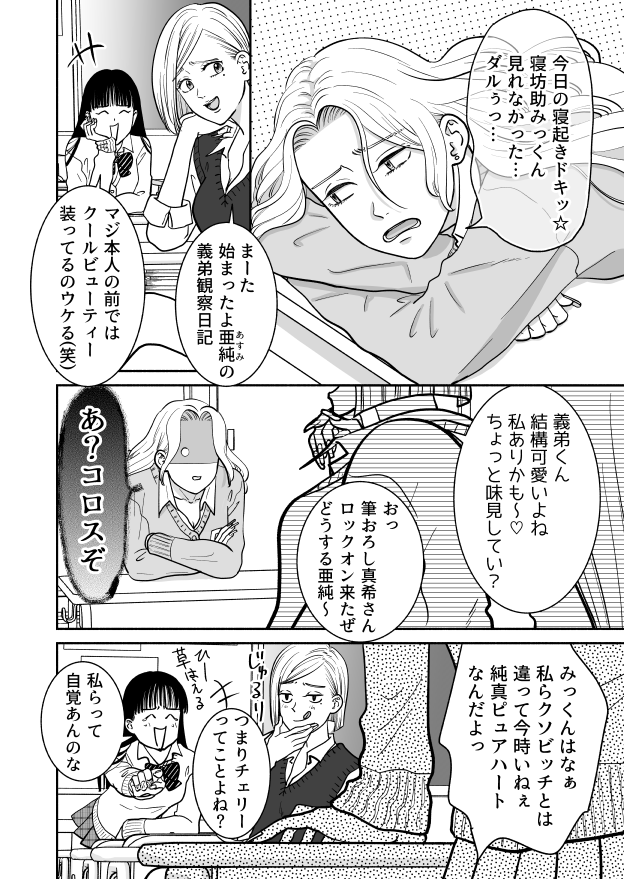 今日の寝起きドキッ☆
寝坊助みっくん
見れなかった…
ダルぅっ…
まーた
始まったよ亜純の
あすみ
義弟観察日記
マジ本人の前では
クールビューティー
装ってるのウケる(笑)
義弟くん
結構可愛いよね
私ありかも～♡
ちょっと味見してい?
おっ
筆おろし真希さん
ロックオン来たぜ
どうする亜純～
あ?コロスぞ
みっくんはなぁ
私らクソビッチとは
違って今時いねぇ
純真ピュアハート
なんだよっ
じゅるり
つまりチェリー
ってことよね?
ひー
草はえる
私らって
自覚あんのな